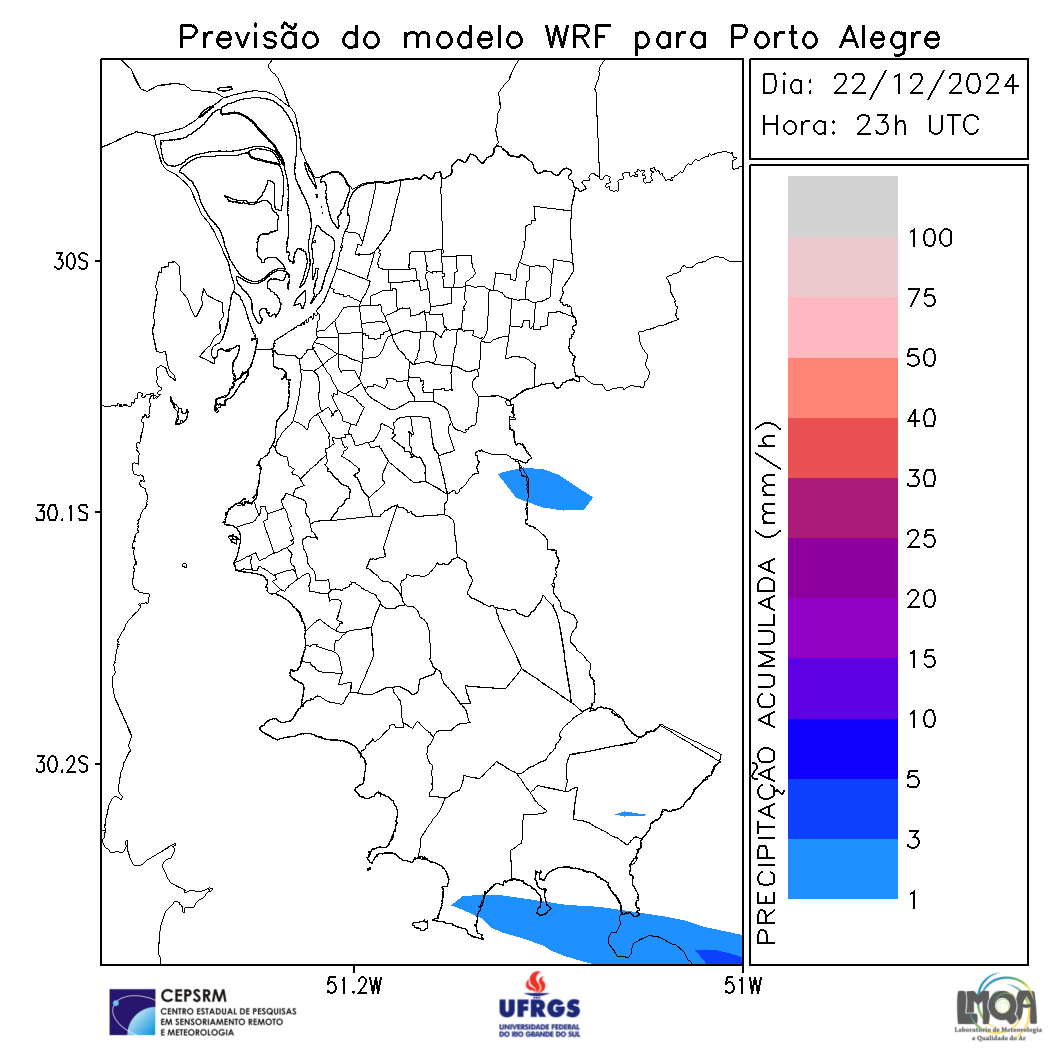 Previsão do modelo WRF para Porto Alegre
Dia: 22/12/2024
Hora: 23h UTC
30S
30.1S
30.2S
51.2W
51W
PRECIPITAÇÃO ACUMULADA (mm/h)
100
75
50
40
30
25
20
15
10
5
3
1
CEPSRM
CENTRO ESTADUAL DE PESQUISAS
EM SENSORIAMENTO REMOTO
E METEOROLOGIA
UFRGS
UNIVERSIDADE FEDERAL
DO RIO GRANDE DO SUL
LMQA
Laboratório de Meteorologia
e Qualidade do Ar